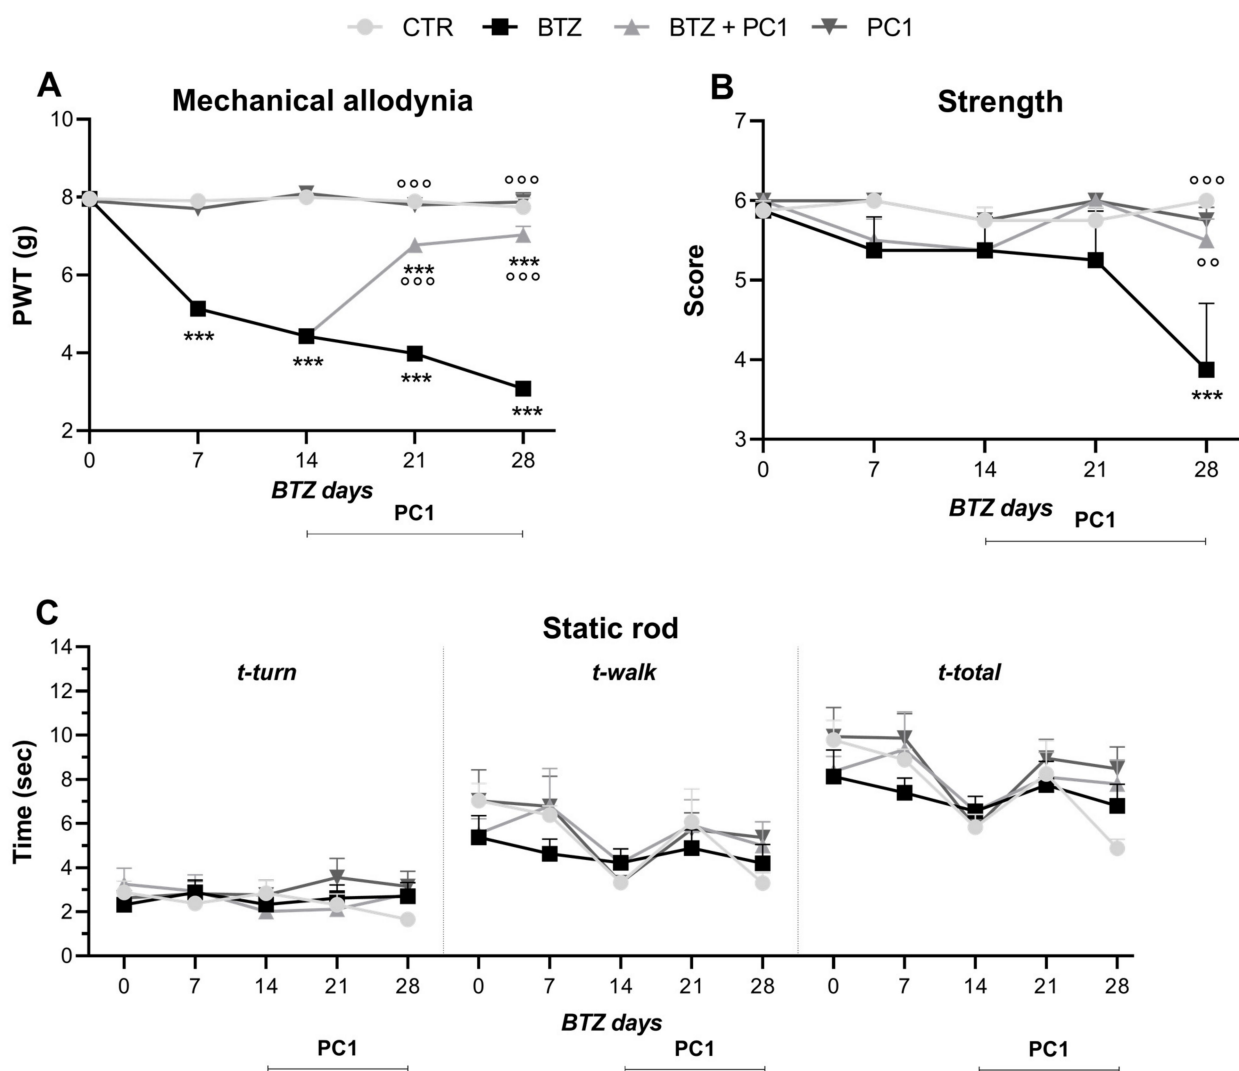 CTR BTZ BTZ + PC1 PC1
A
Mechanical allodynia
PWT (g)
10
8
6
4
2
°°° °°°
*** ***
°°° °°°
*** *** *** ***
0 7 14 21 28
BTZ days
PC1
B
Strength
Score
7
6
5
4
3
°°°
°°
***
0 7 14 21 28
BTZ days
PC1
C
Static rod
t-turn t-walk t-total
Time (sec)
14
12
10
8
6
4
2
0
0 7 14 21 28 0 7 14 21 28 0 7 14 21 28
BTZ days
PC1 PC1 PC1